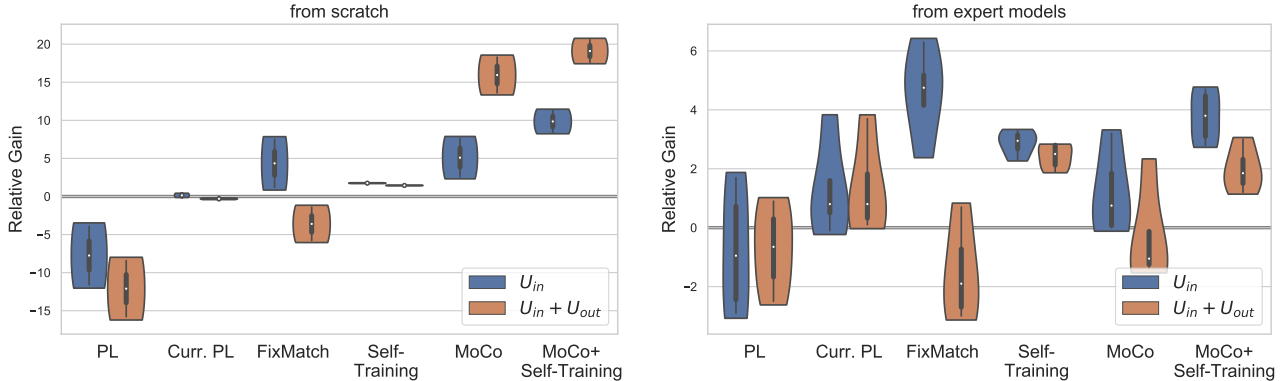 from scratch
Relative Gain
20
15
10
5
0
−5
−10
−15
PL
Curr. PL
FixMatch
Self-
Training
MoCo
MoCo+
Self-Training
U_in
U_in + U_out
from expert models
Relative Gain
6
4
2
0
−2
PL
Curr. PL
FixMatch
Self-
Training
MoCo
MoCo+
Self-Training
U_in
U_in + U_out